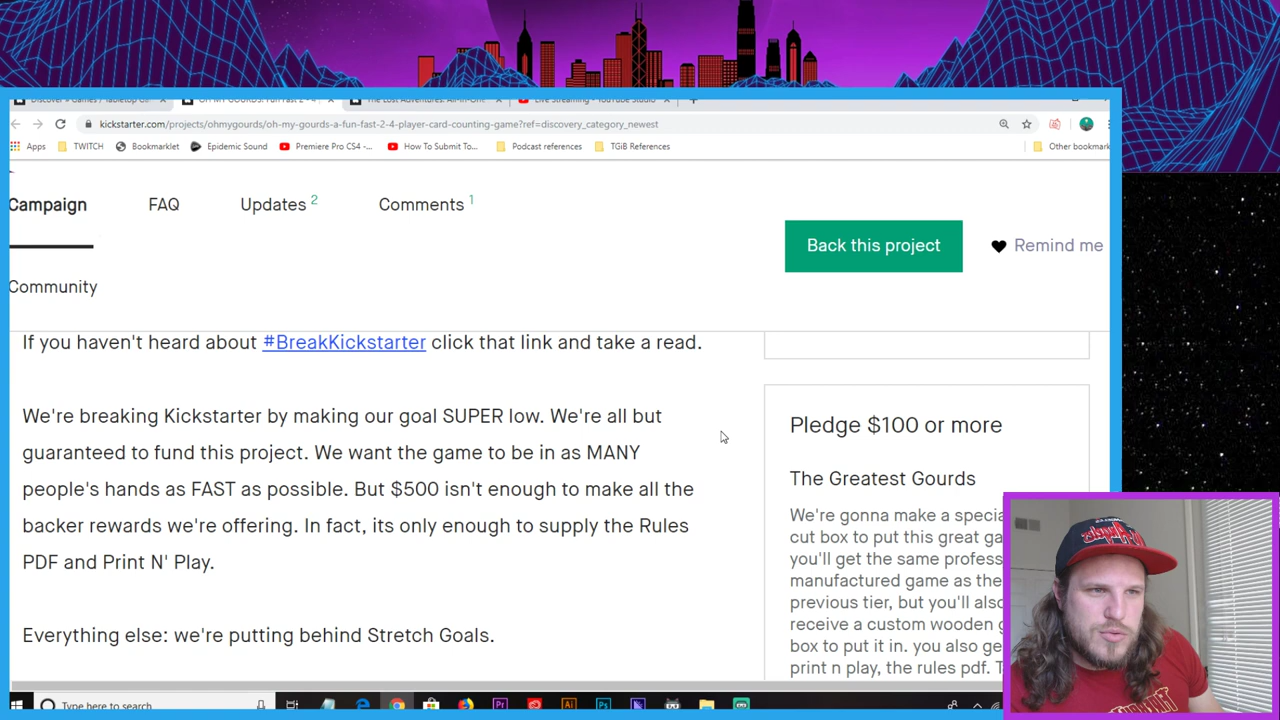 kickstarter.com/projects/ohmygourds/oh-my-gourds-a-fun-fast-2-4-player-card-counting-game?ref=discovery_category_newest
Apps TWITCH Bookmarklet Epidemic Sound Premiere Pro CS4 -... How To Submit To... Podcast references TGiB References Other bookmark
Campaign FAQ Updates 2 Comments 1
Back this project Remind me
Community
If you haven't heard about #BreakKickstarter click that link and take a read.
We're breaking Kickstarter by making our goal SUPER low. We're all but
guaranteed to fund this project. We want the game to be in as MANY
people's hands as FAST as possible. But $500 isn't enough to make all the
backer rewards we're offering. In fact, its only enough to supply the Rules
PDF and Print N' Play.
Everything else: we're putting behind Stretch Goals.
Pledge $100 or more
The Greatest Gourds
We're gonna make a specia
cut box to put this great ga
you'll get the same profess
manufactured game as the
previous tier, but you'll also
receive a custom wooden g
box to put it in. you also ge
print n play, the rules pdf. T
Type here to search